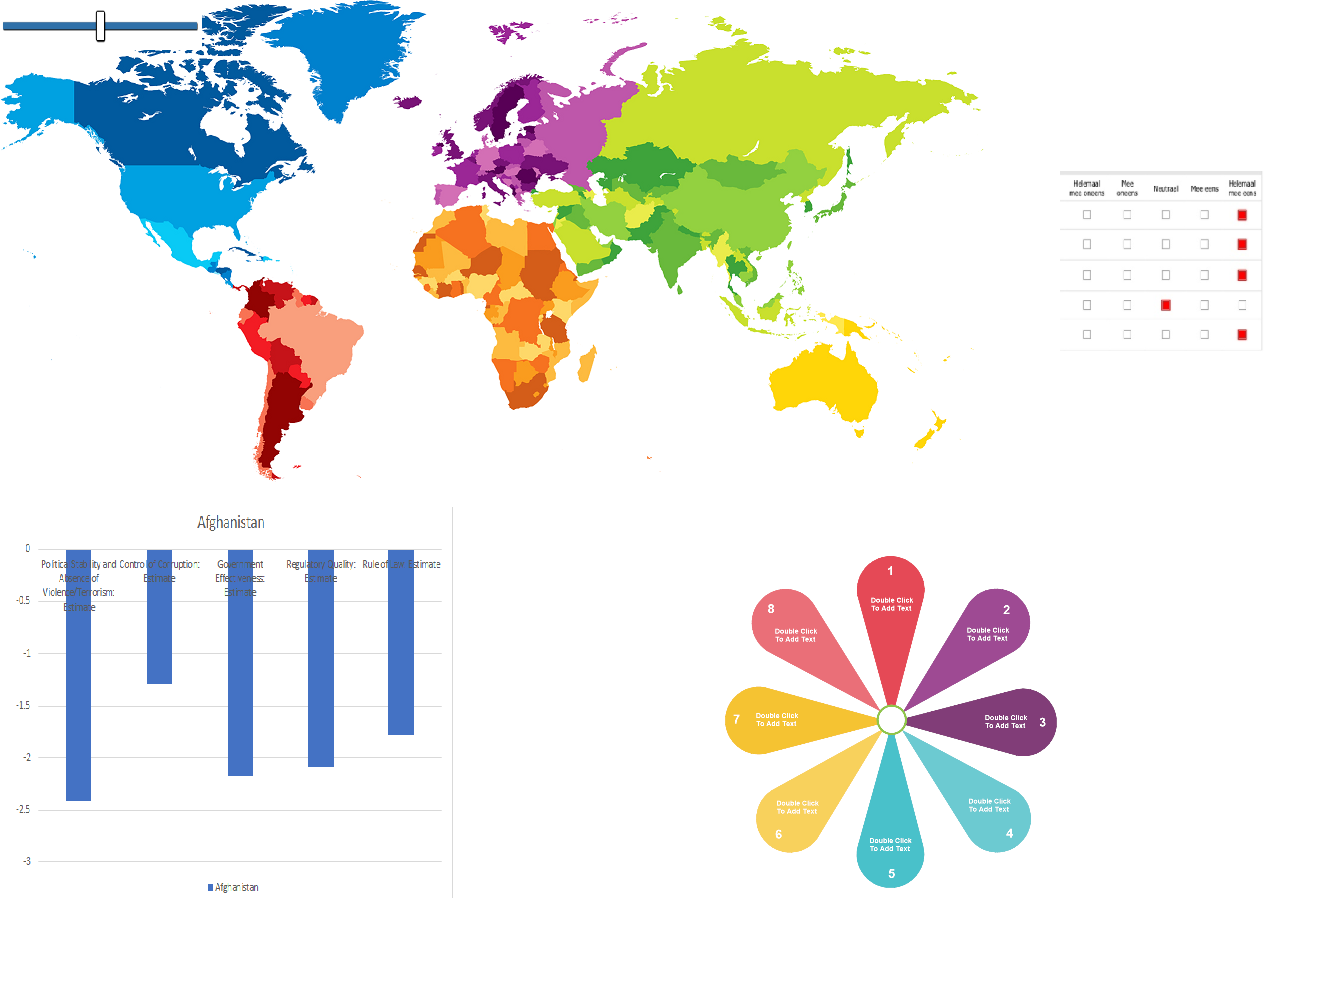 Helemaal
mee oneens
Mee
oneens
Neutraal
Mee eens
Helemaal
mee eens
Afghanistan
0
-0.5
-1
-1.5
-2
-2.5
-3
Political Stability and
Absence of
Violence/Terrorism:
Estimate
Control of Corruption:
Estimate
Government
Effectiveness:
Estimate
Regulatory Quality:
Estimate
Rule of Law: Estimate
Afghanistan
1
Double Click
To Add Text
2
Double Click
To Add Text
3
Double Click
To Add Text
4
Double Click
To Add Text
5
Double Click
To Add Text
6
Double Click
To Add Text
7
Double Click
To Add Text
8
Double Click
To Add Text